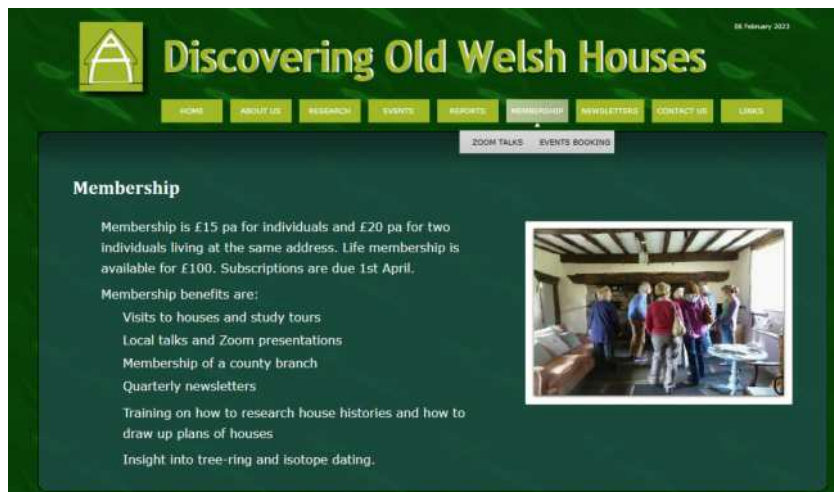 06 February 2023
Discovering Old Welsh Houses
HOME ABOUT US RESEARCH EVENTS REPORTS MEMBERSHIP NEWSLETTERS CONTACT US LINKS
ZOOM TALKS EVENTS BOOKING
Membership
Membership is £15 pa for individuals and £20 pa for two
individuals living at the same address. Life membership is
available for £100. Subscriptions are due 1st April.
Membership benefits are:
Visits to houses and study tours
Local talks and Zoom presentations
Membership of a county branch
Quarterly newsletters
Training on how to research house histories and how to
draw up plans of houses
Insight into tree-ring and isotope dating.